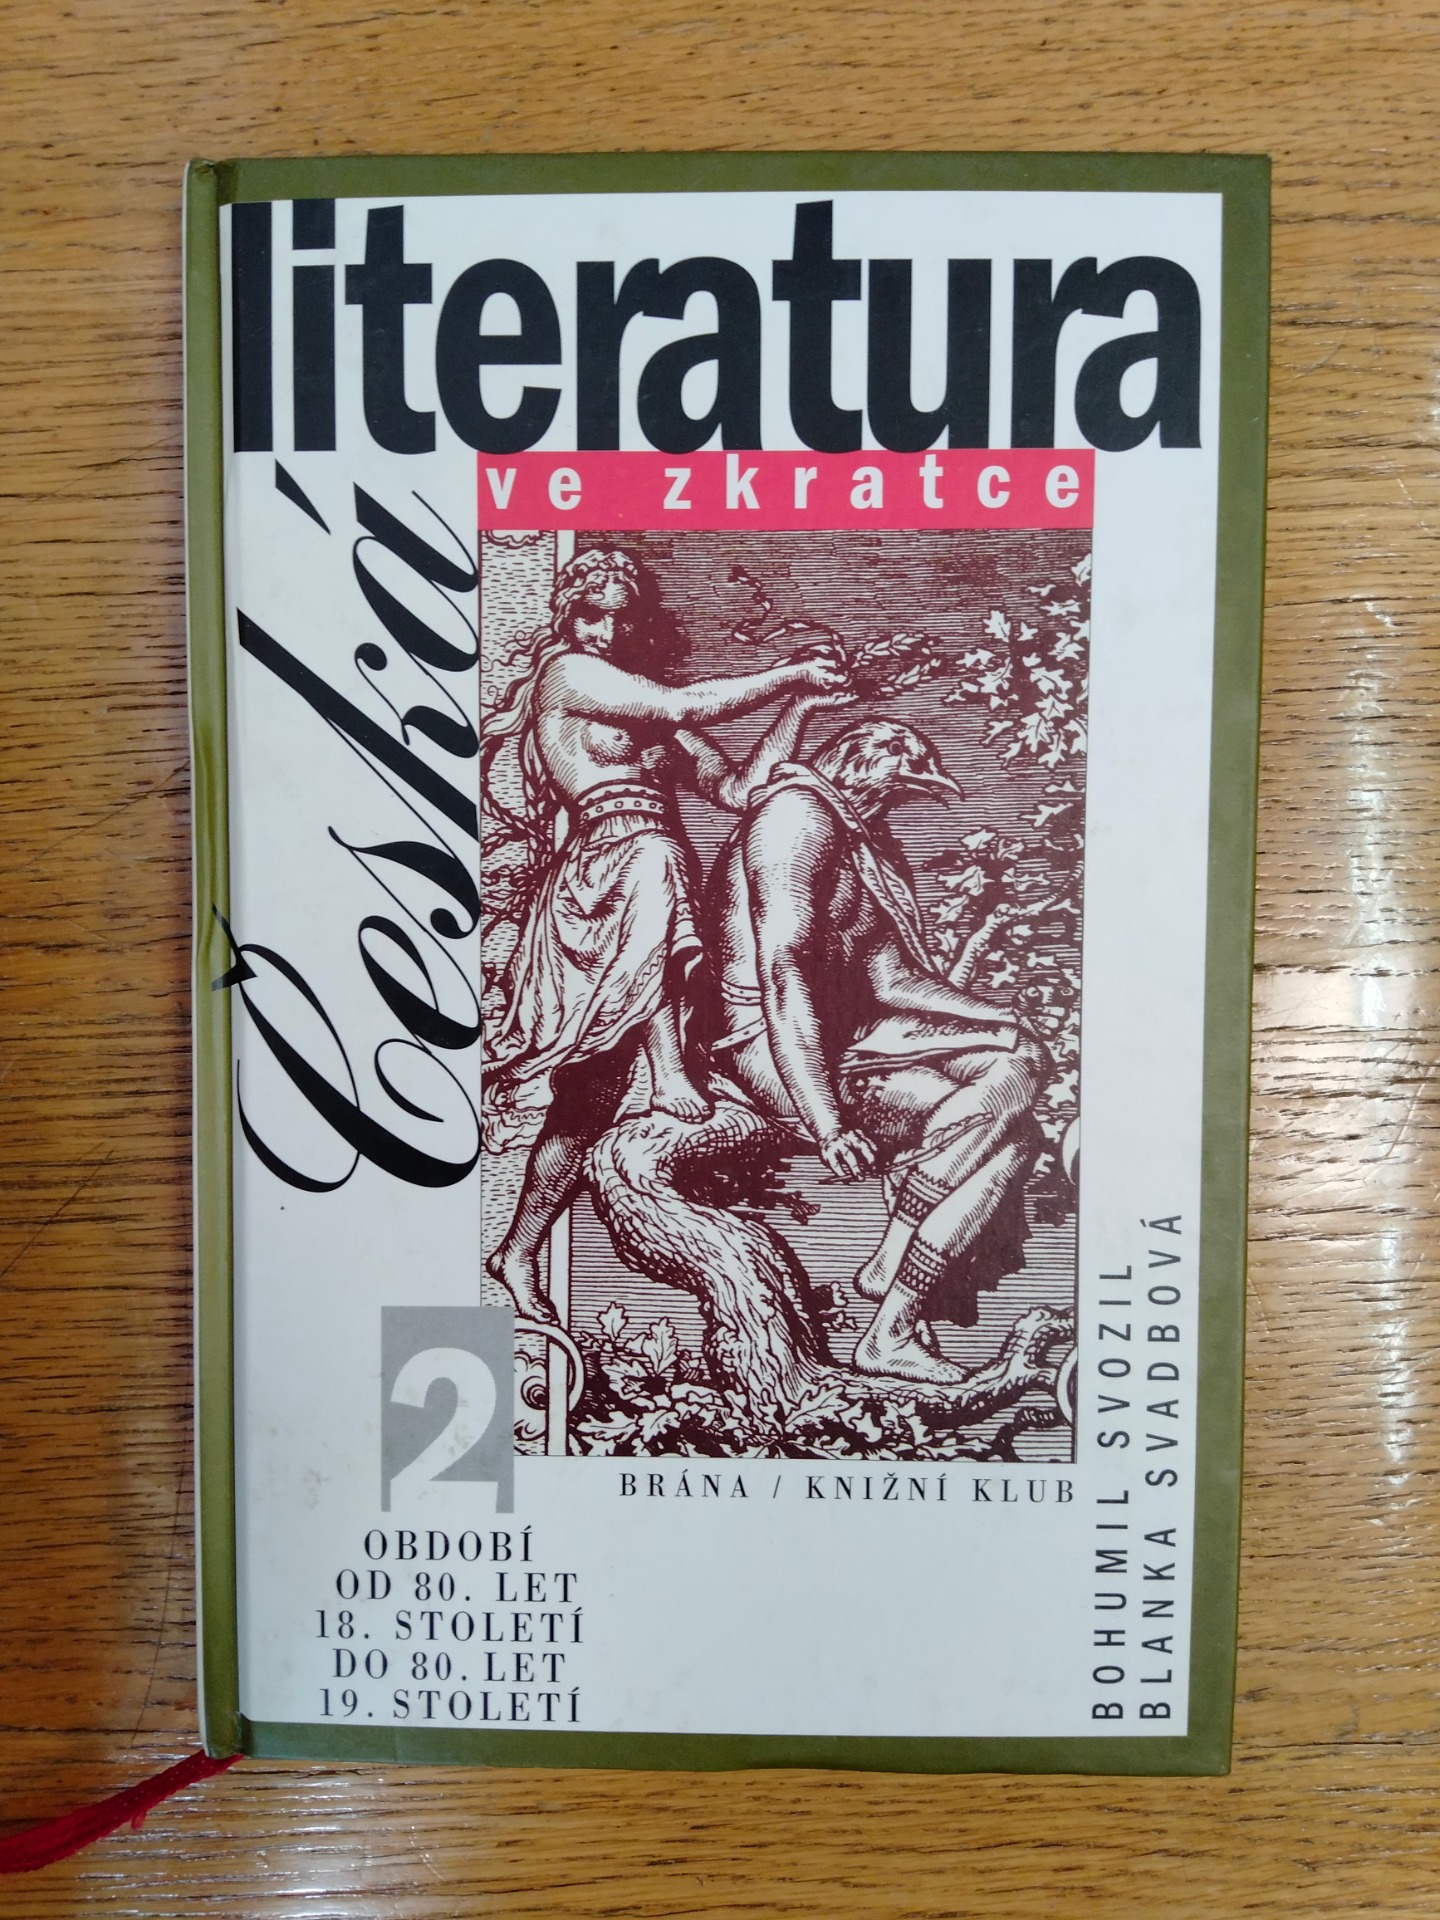 literatura
Česká
ve zkratce
2
BRÁNA / KNIŽNÍ KLUB
OBDOBÍ
OD 80. LET
18. STOLETÍ
DO 80. LET
19. STOLETÍ
BOHUMIL SVOZIL
BLANKA SVADBOVÁ